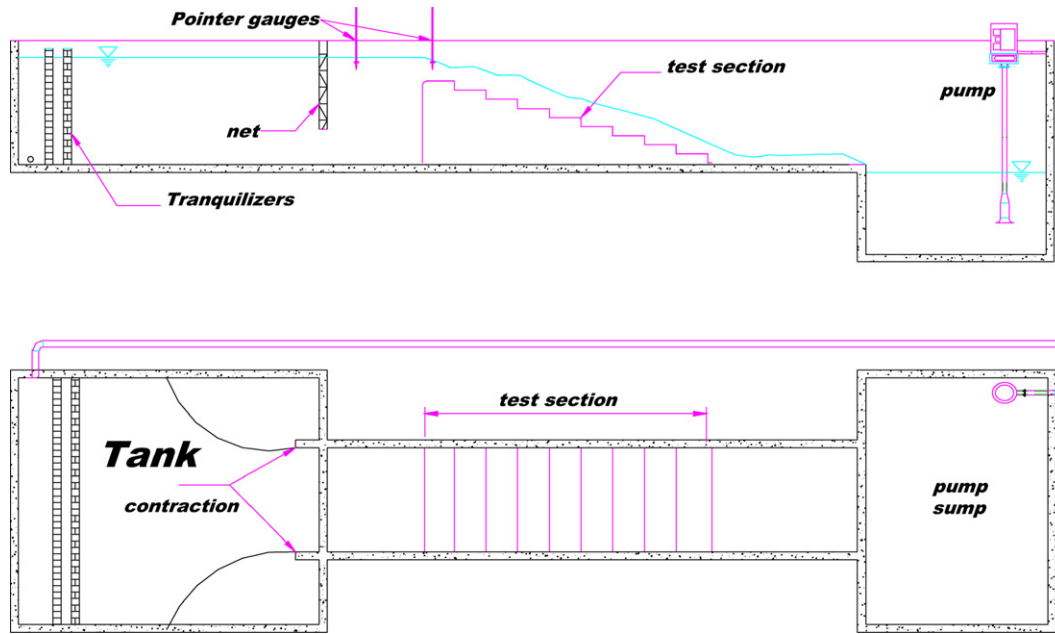 Pointer gauges
test section
pump
net
Tranquilizers
test section
Tank
contraction
pump
sump